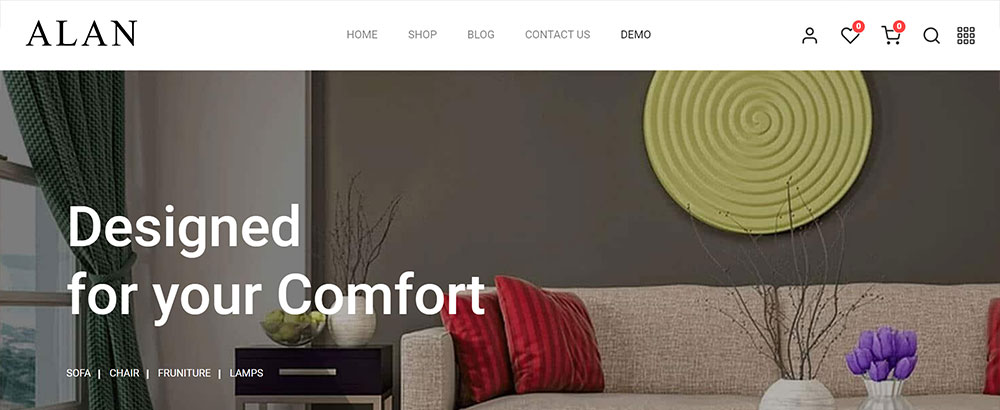 ALAN
HOME SHOP BLOG CONTACT US DEMO
0 0
Designed
for your Comfort
SOFA | CHAIR | FRUNITURE | LAMPS